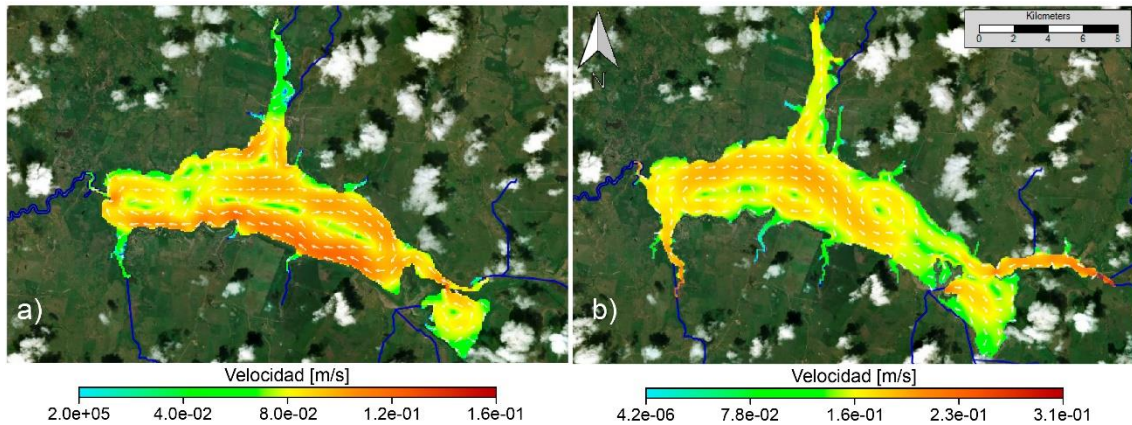 Kilometers
0 2 4 6 8
N
a)
b)
Velocidad [m/s]
2.0e+05 4.0e-02 8.0e-02 1.2e-01 1.6e-01
Velocidad [m/s]
4.2e-06 7.8e-02 1.6e-01 2.3e-01 3.1e-01